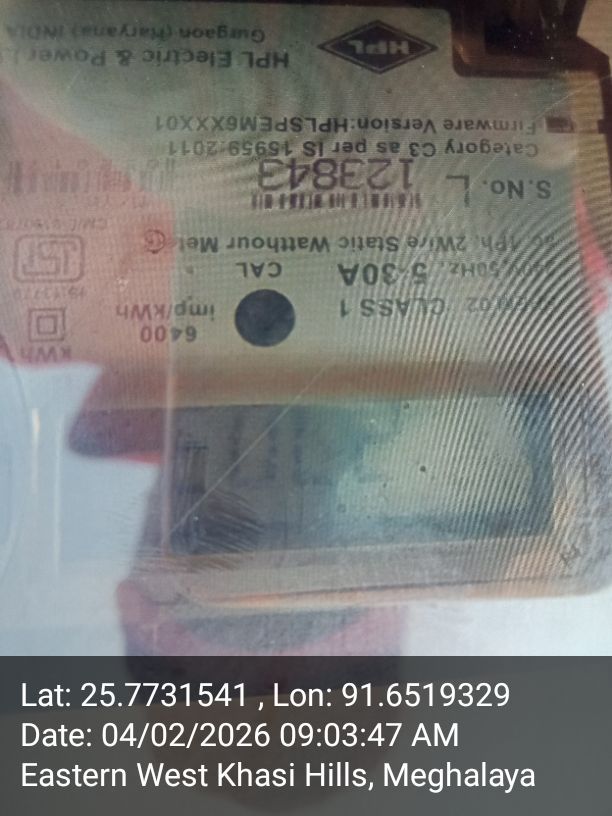 kWh
6400
imp/kWh
CLASS 1
240V, 50Hz, 5-30A
CAL
1Ph, 2Wire Static Watthour Meter
S.No.
Category C3 as per IS 15959:2011
Firmware Version:HPLSPEM6XXX01
HPL Electric & Power
Gurgaon (Haryana) INDIA
HPL
Lat: 25.7731541 , Lon: 91.6519329
Date: 04/02/2026 09:03:47 AM
Eastern West Khasi Hills, Meghalaya